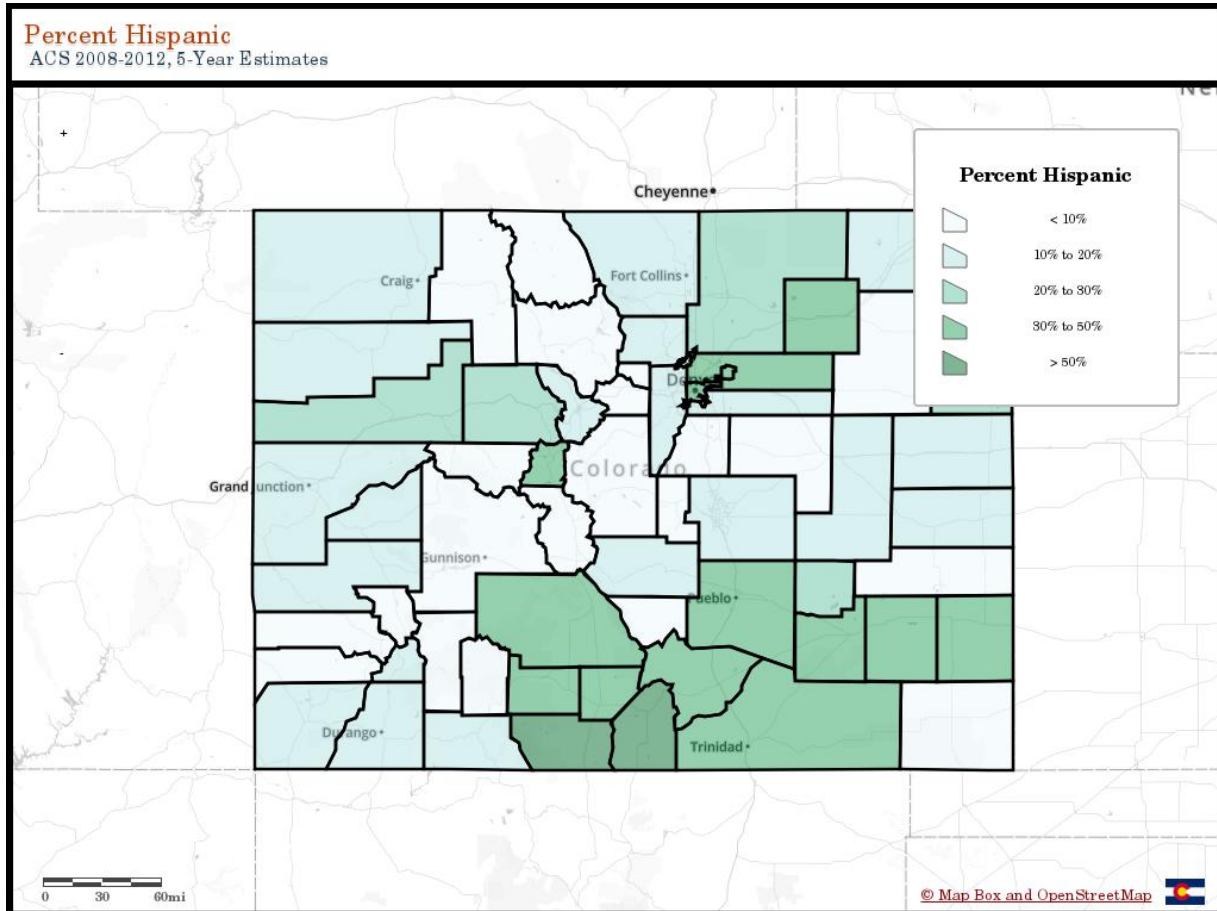 Percent Hispanic
ACS 2008-2012, 5-Year Estimates
+
-
Cheyenne
Percent Hispanic
< 10%
10% to 20%
20% to 30%
30% to 50%
> 50%
Craig
Fort Collins
Colorado
Grand Junction
Gunnison
Pueblo
Durango
Trinidad
0 30 60mi
© Map Box and OpenStreetMap